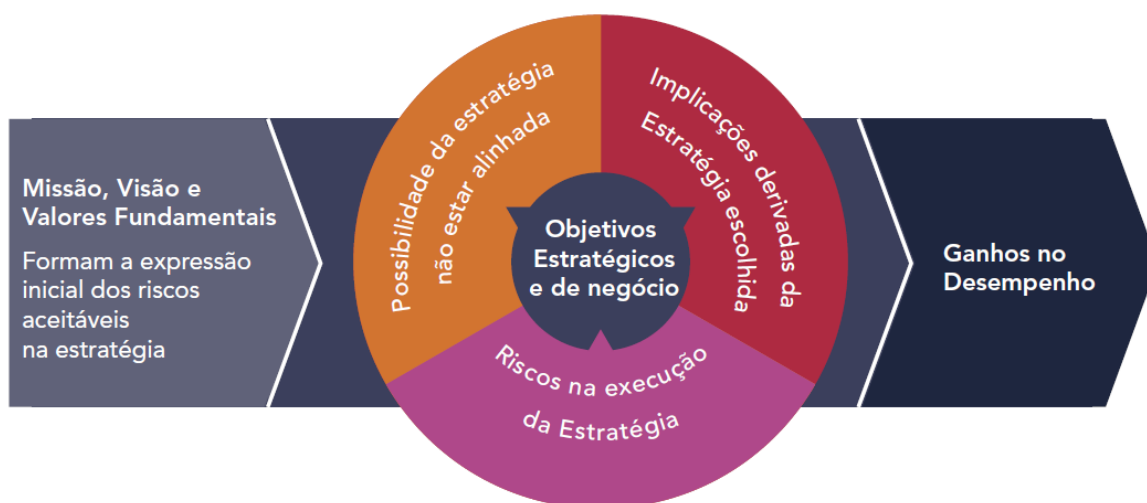 Missão, Visão e
Valores Fundamentais
Formam a expressão
inicial dos riscos
aceitáveis
na estratégia
Possibilidade da estratégia
não estar alinhada
Implicações derivadas da
Estratégia escolhida
Objetivos
Estratégicos
e de negócio
Riscos na execução
da Estratégia
Ganhos no
Desempenho